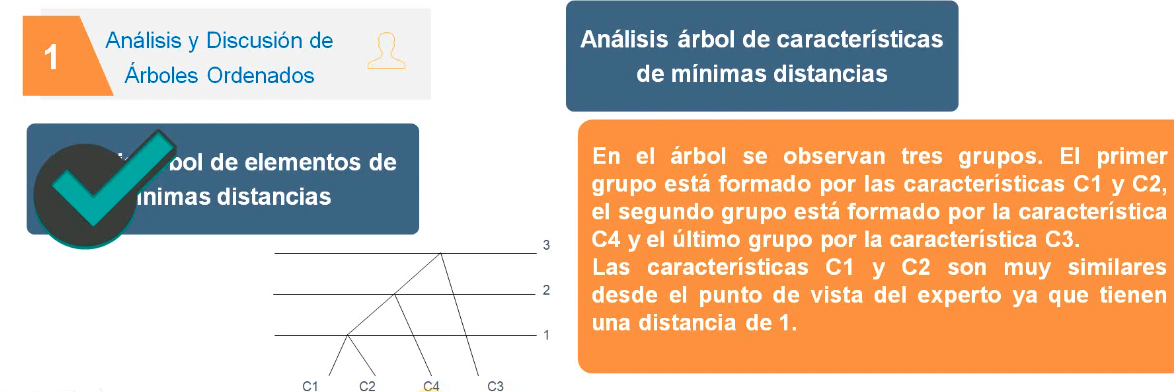 1
Análisis y Discusión de
Árboles Ordenados
Análisis árbol de características
de mínimas distancias
bol de elementos de
nimas distancias
En el árbol se observan tres grupos. El primer
grupo está formado por las características C1 y C2,
el segundo grupo está formado por la característica
C4 y el último grupo por la característica C3.
Las características C1 y C2 son muy similares
desde el punto de vista del experto ya que tienen
una distancia de 1.
3
2
1
C1 C2 C4 C3